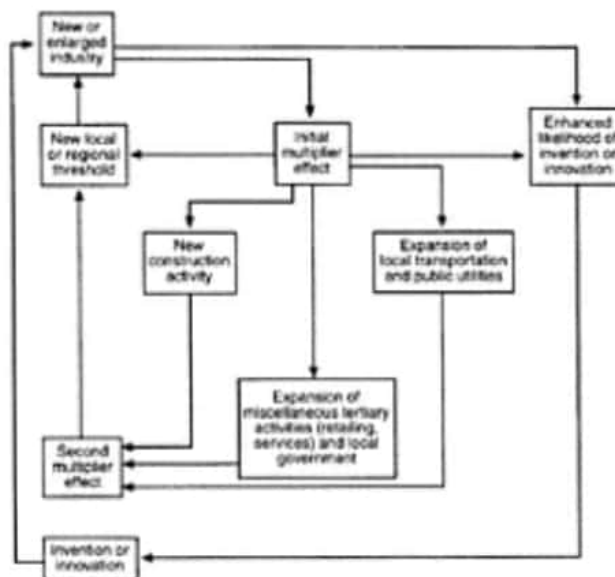 New or
enlarged
industry
New local
or regional
threshold
Initial
multiplier
effect
Enhanced
likelihood of
invention or
innovation
New
construction
activity
Expansion of
local transportation
and public utilities
Expansion of
miscellaneous tertiary
activities (retailing,
services) and local
government
Second
multiplier
effect
Invention or
innovation